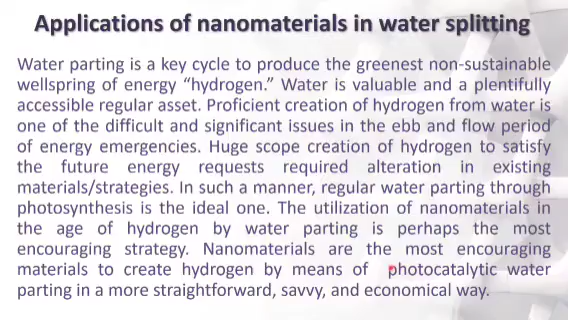 Applications of nanomaterials in water splitting
Water parting is a key cycle to produce the greenest non-sustainable
wellspring of energy “hydrogen.” Water is valuable and a plentifully
accessible regular asset. Proficient creation of hydrogen from water is
one of the difficult and significant issues in the ebb and flow period
of energy emergencies. Huge scope creation of hydrogen to satisfy
the future energy requests required alteration in existing
materials/strategies. In such a manner, regular water parting through
photosynthesis is the ideal one. The utilization of nanomaterials in
the age of hydrogen by water parting is perhaps the most
encouraging strategy. Nanomaterials are the most encouraging
materials to create hydrogen by means of photocatalytic water
parting in a more straightforward, savvy, and economical way.